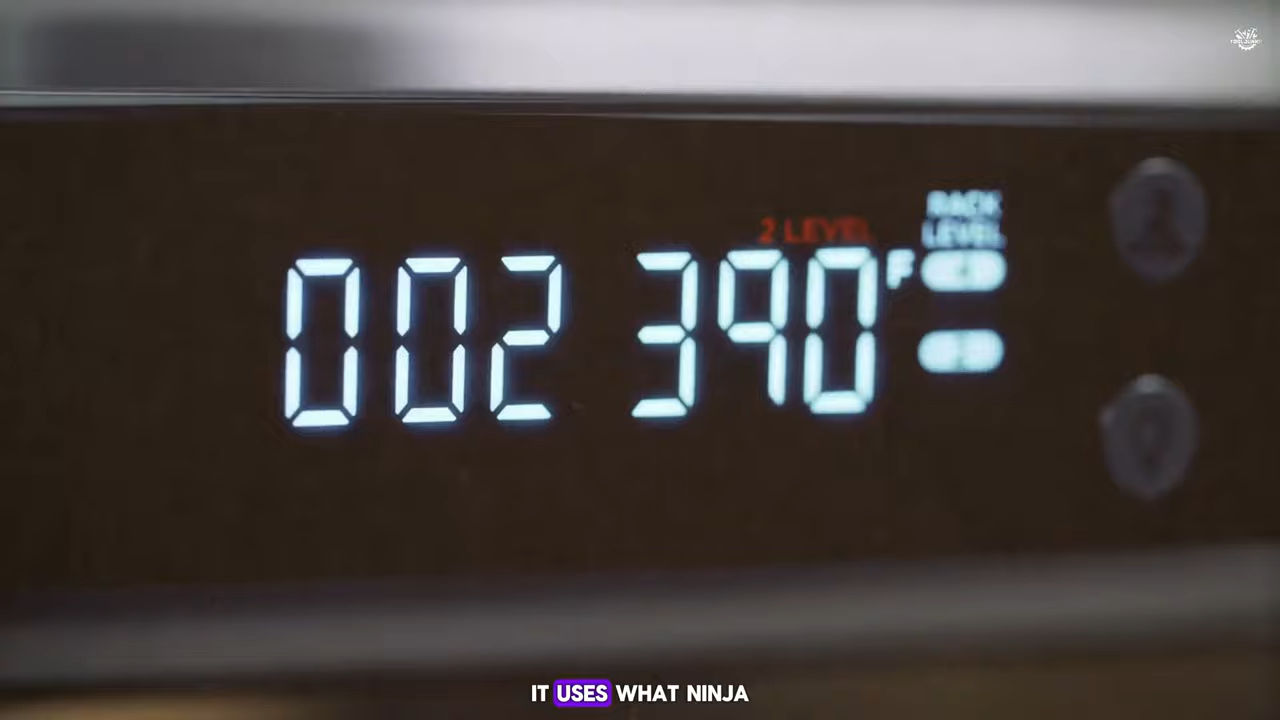 2 LEVEL
RACK
LEVEL
002 390 F
IT USES WHAT NINJA